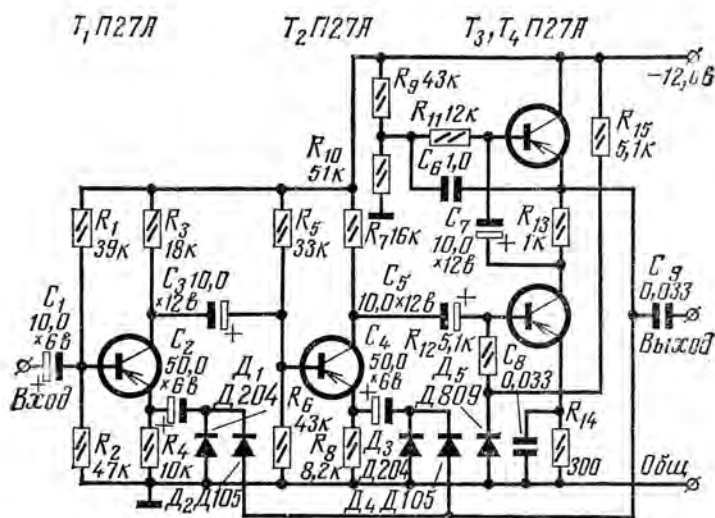 T₁ П27А
T₂ П27А
T₃, T₄ П27А
−12,0в
R₉ 43к
R₁₁ 12к
R₁₅
5,1к
R₁₀
51к
C₆ 1,0
R₁
39к
R₃
18к
R₅
33к
R₇ 16к
C₇
10,0
×12в
+
R₁₃
1к
C₉
0,033
C₃ 10,0
×12в
+
C₅
10,0×12в
+
C₁
10,0
×6в
+
Вход
C₂
50,0
×6в
+
Д₁
Д204
C₄
50,0
×6в
+
R₁₂ 5,1к
C₈
0,033
Д₅
Д809
Выход
R₂
47к
R₄
10к
R₆
43к
R₈
8,2к
Д₃
Д204
R₁₄
300
Общ
Д₂ Д105
Д₄ Д105